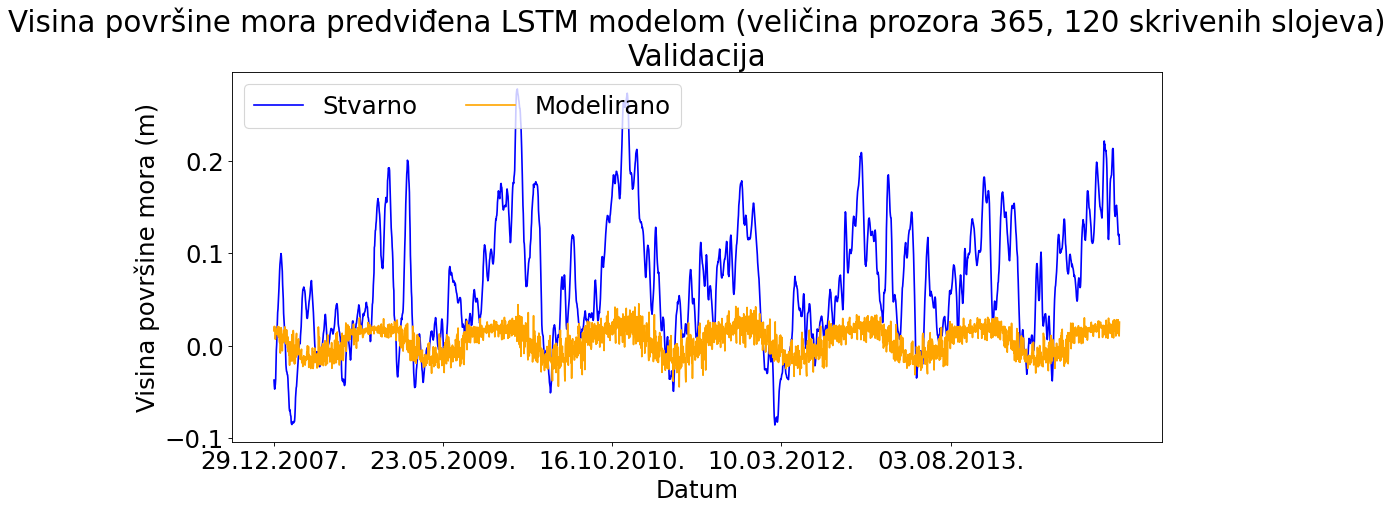 Visina površine mora predviđena LSTM modelom (veličina prozora 365, 120 skrivenih slojeva)
Validacija
Stvarno
Modelirano
Visina površine mora (m)
0.2
0.1
0.0
−0.1
29.12.2007.
23.05.2009.
16.10.2010.
10.03.2012.
03.08.2013.
Datum